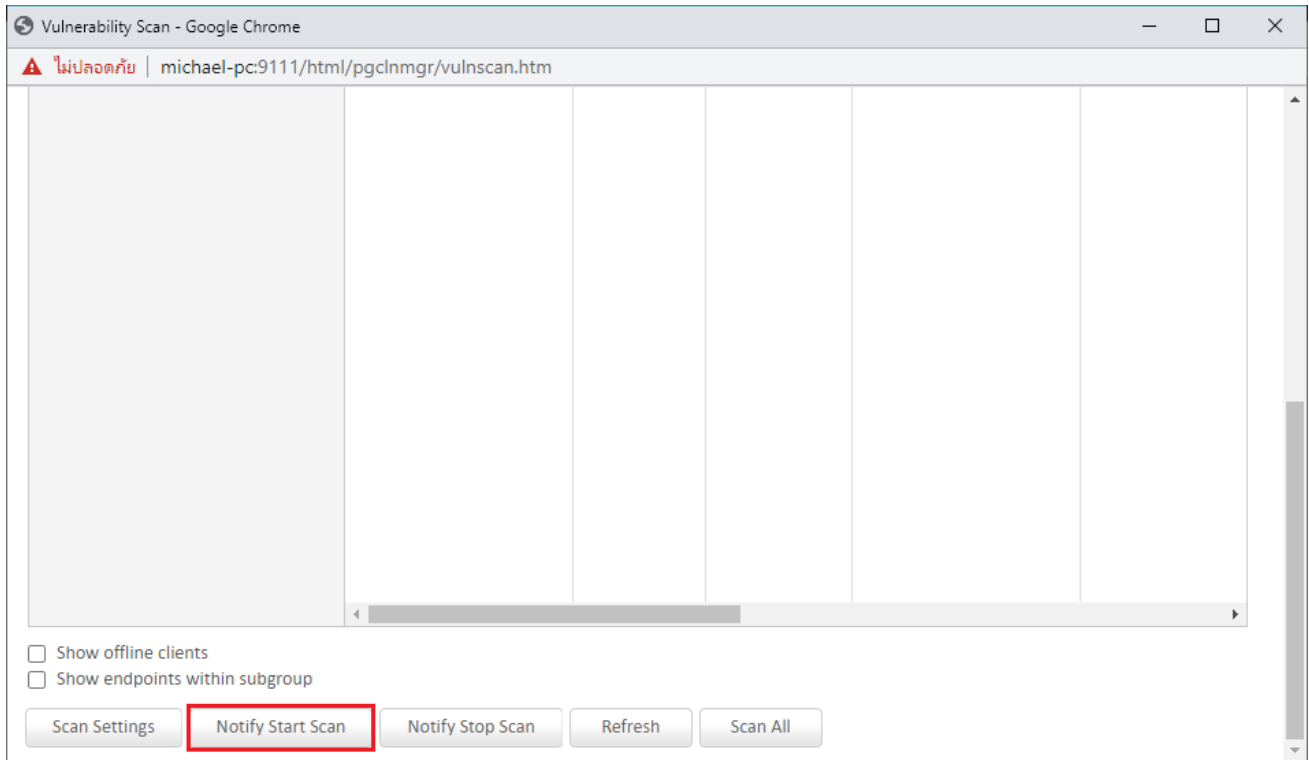 Vulnerability Scan - Google Chrome
ไม่ปลอดภัย | michael-pc:9111/html/pgclnmgr/vulnscan.htm
Show offline clients
Show endpoints within subgroup
Scan Settings Notify Start Scan Notify Stop Scan Refresh Scan All